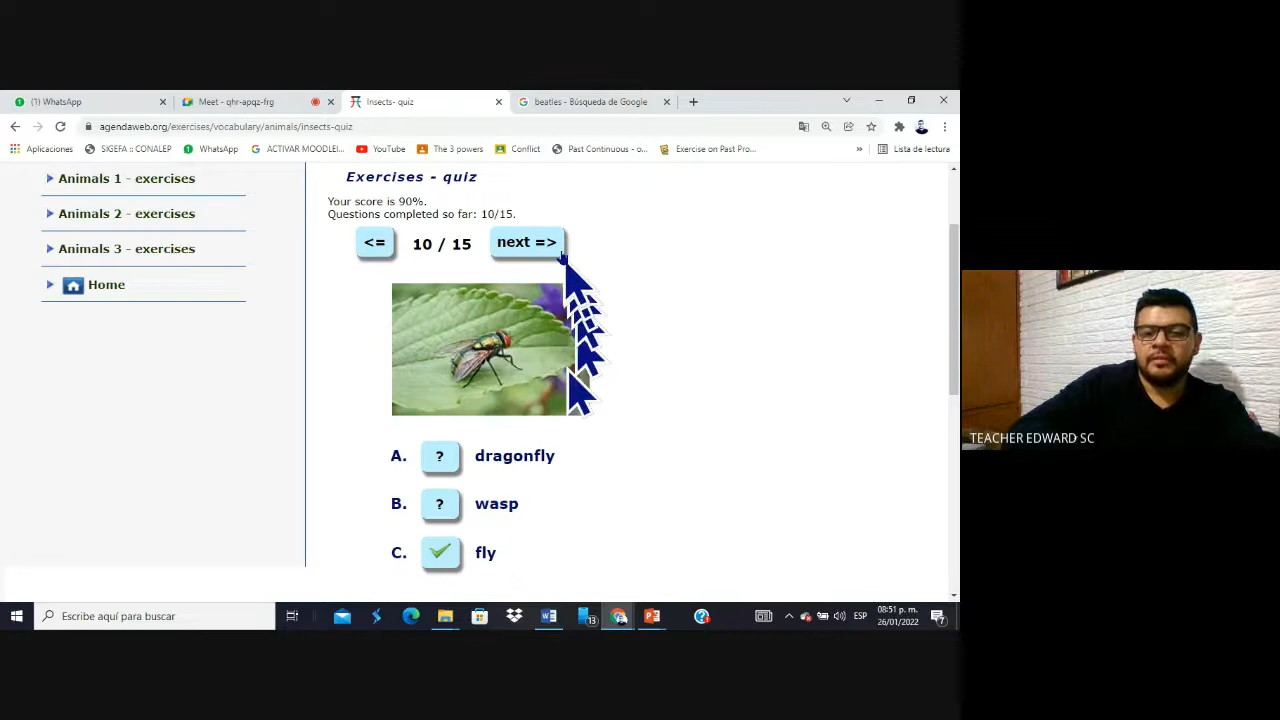 (1) WhatsApp
Meet - qhr-apqz-frg
Insects- quiz
beatles - Búsqueda de Google
agendaweb.org/exercises/vocabulary/animals/insects-quiz
Aplicaciones
SIGEFA :: CONALEP
WhatsApp
ACTIVAR MOODLEI...
YouTube
The 3 powers
Conflict
Past Continuous - o...
Exercise on Past Pro...
»
Lista de lectura
Animals 1 - exercises
Animals 2 - exercises
Animals 3 - exercises
Home
Exercises - quiz
Your score is 90%.
Questions completed so far: 10/15.
<= 10 / 15 next =>
A. ? dragonfly
B. ? wasp
C. fly
TEACHER EDWARD SC
Escribe aquí para buscar
13
ESP
08:51 p. m.
26/01/2022
7